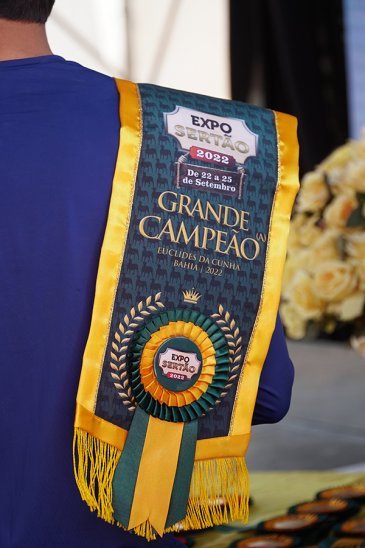 EXPO
SERTÃO
2022
De 22 a 25
de Setembro
GRANDE
CAMPEÃO(A)
EUCLIDES DA CUNHA
BAHIA | 2022
EXPO
SERTÃO
2022